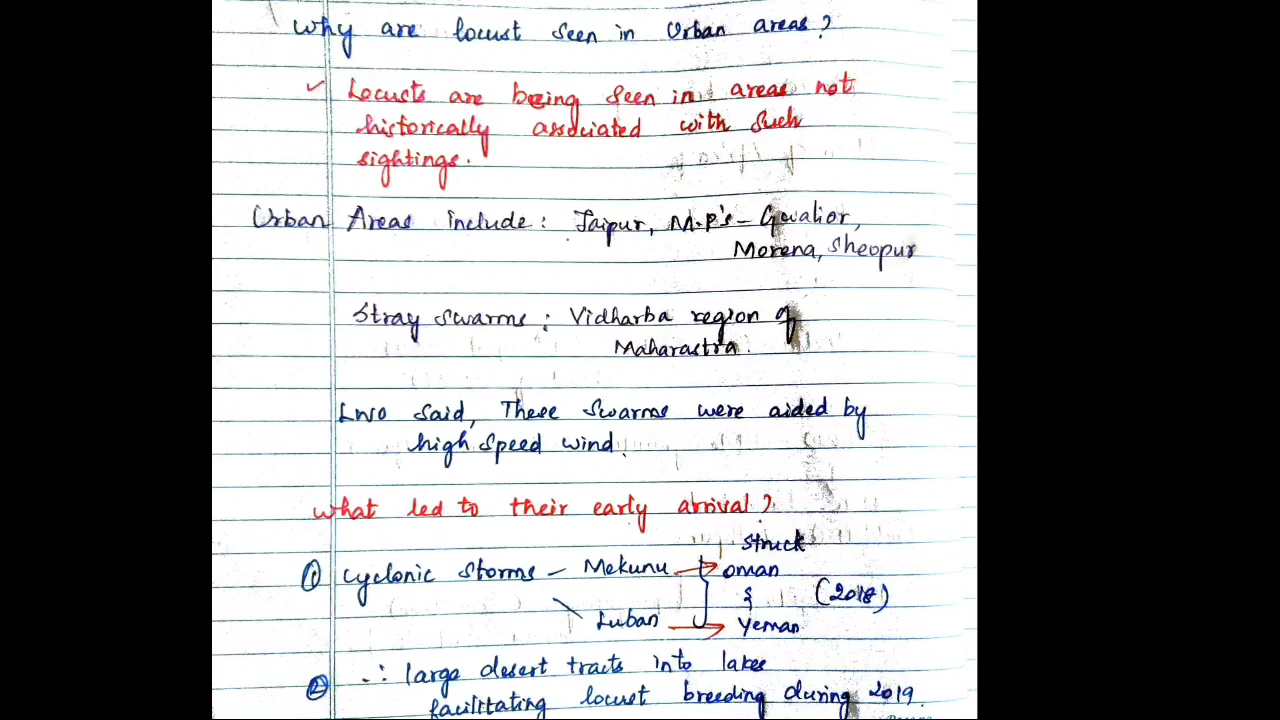 Why are locust seen in Urban areas?
✓ Locusts are being seen in areas not
historically associated with such
sightings.
Urban Areas include: Jaipur, M.P's - Gwalior,
Morena, Sheopur
Stray Swarms: Vidharba region of
Maharastra.
LWO said, These swarms were aided by
high speed wind.
What led to their early arrival?
① Cyclonic storms - Mekunu → struck Oman
& (2018)
Luban → Yeman
② ∴ large desert tracts into lakes
facilitating locust breeding during 2019.